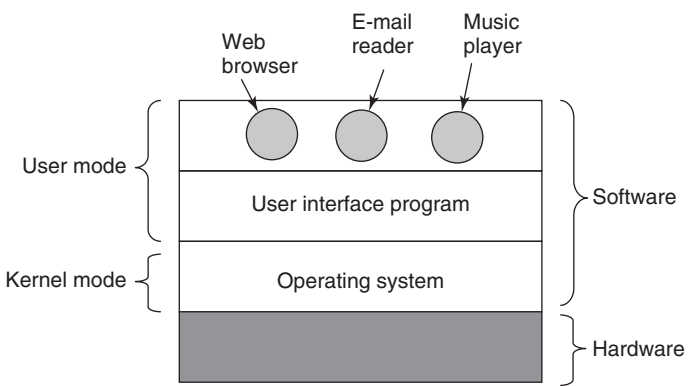 Web
browser
E-mail
reader
Music
player
User mode
User interface program
Software
Kernel mode
Operating system
Hardware